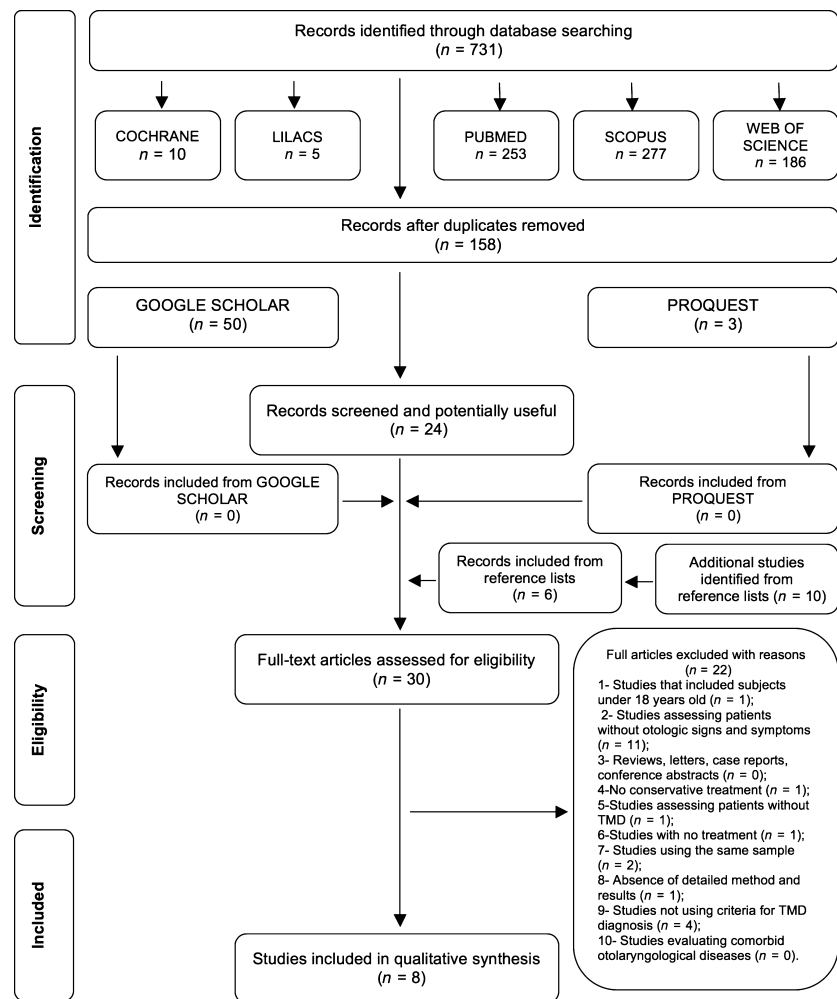 Identification
Records identified through database searching
(n = 731)
COCHRANE
n = 10
LILACS
n = 5
PUBMED
n = 253
SCOPUS
n = 277
WEB OF
SCIENCE
n = 186
Records after duplicates removed
(n = 158)
GOOGLE SCHOLAR
(n = 50)
PROQUEST
(n = 3)
Screening
Records screened and potentially useful
(n = 24)
Records included from GOOGLE
SCHOLAR
(n = 0)
Records included from
PROQUEST
(n = 0)
Records included from
reference lists
(n = 6)
Additional studies
identified from
reference lists (n = 10)
Eligibility
Full-text articles assessed for eligibility
(n = 30)
Full articles excluded with reasons
(n = 22)
1- Studies that included subjects
under 18 years old (n = 1);
2- Studies assessing patients
without otologic signs and symptoms
(n = 11);
3- Reviews, letters, case reports,
conference abstracts (n = 0);
4-No conservative treatment (n = 1);
5-Studies assessing patients without
TMD (n = 1);
6-Studies with no treatment (n = 1);
7- Studies using the same sample
(n = 2);
8- Absence of detailed method and
results (n = 1);
9- Studies not using criteria for TMD
diagnosis (n = 4);
10- Studies evaluating comorbid
otolaryngological diseases (n = 0).
Included
Studies included in qualitative synthesis
(n = 8)